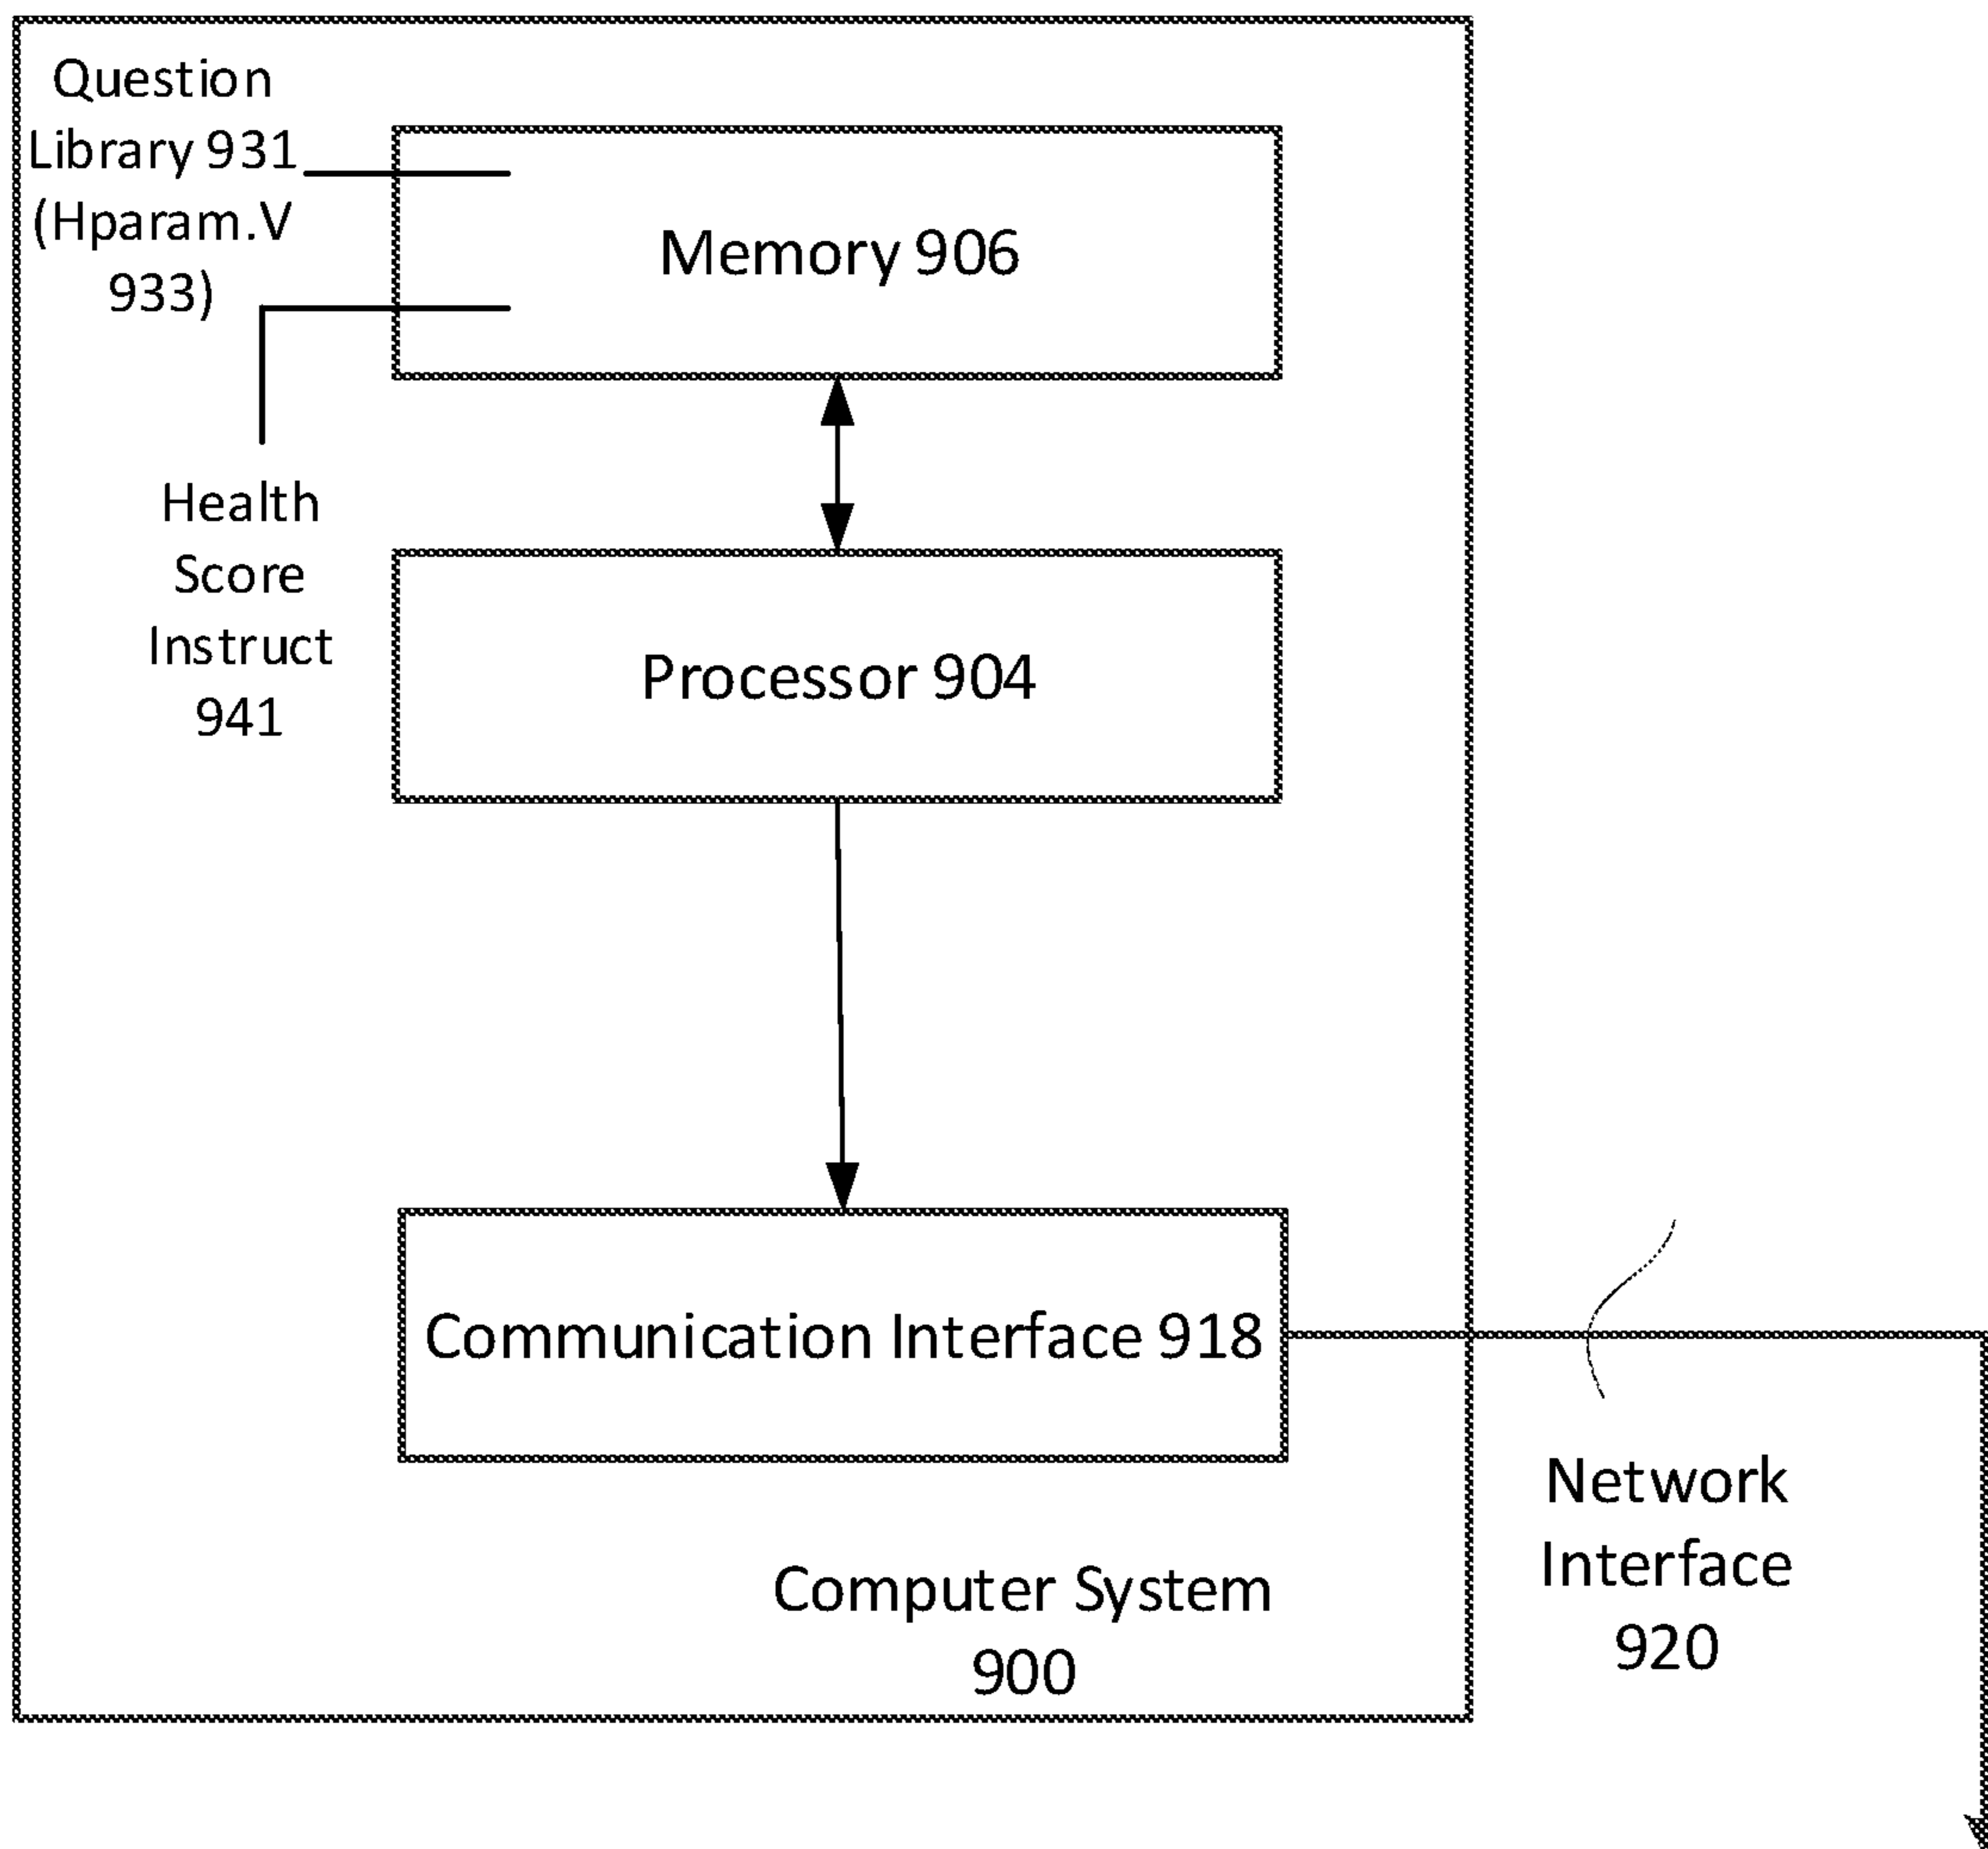 Question
Library 931
(Hparam.V
933)
Memory 906
Health
Score
Instruct
941
Processor 904
Communication Interface 918
Network
Interface
920
Computer System
900